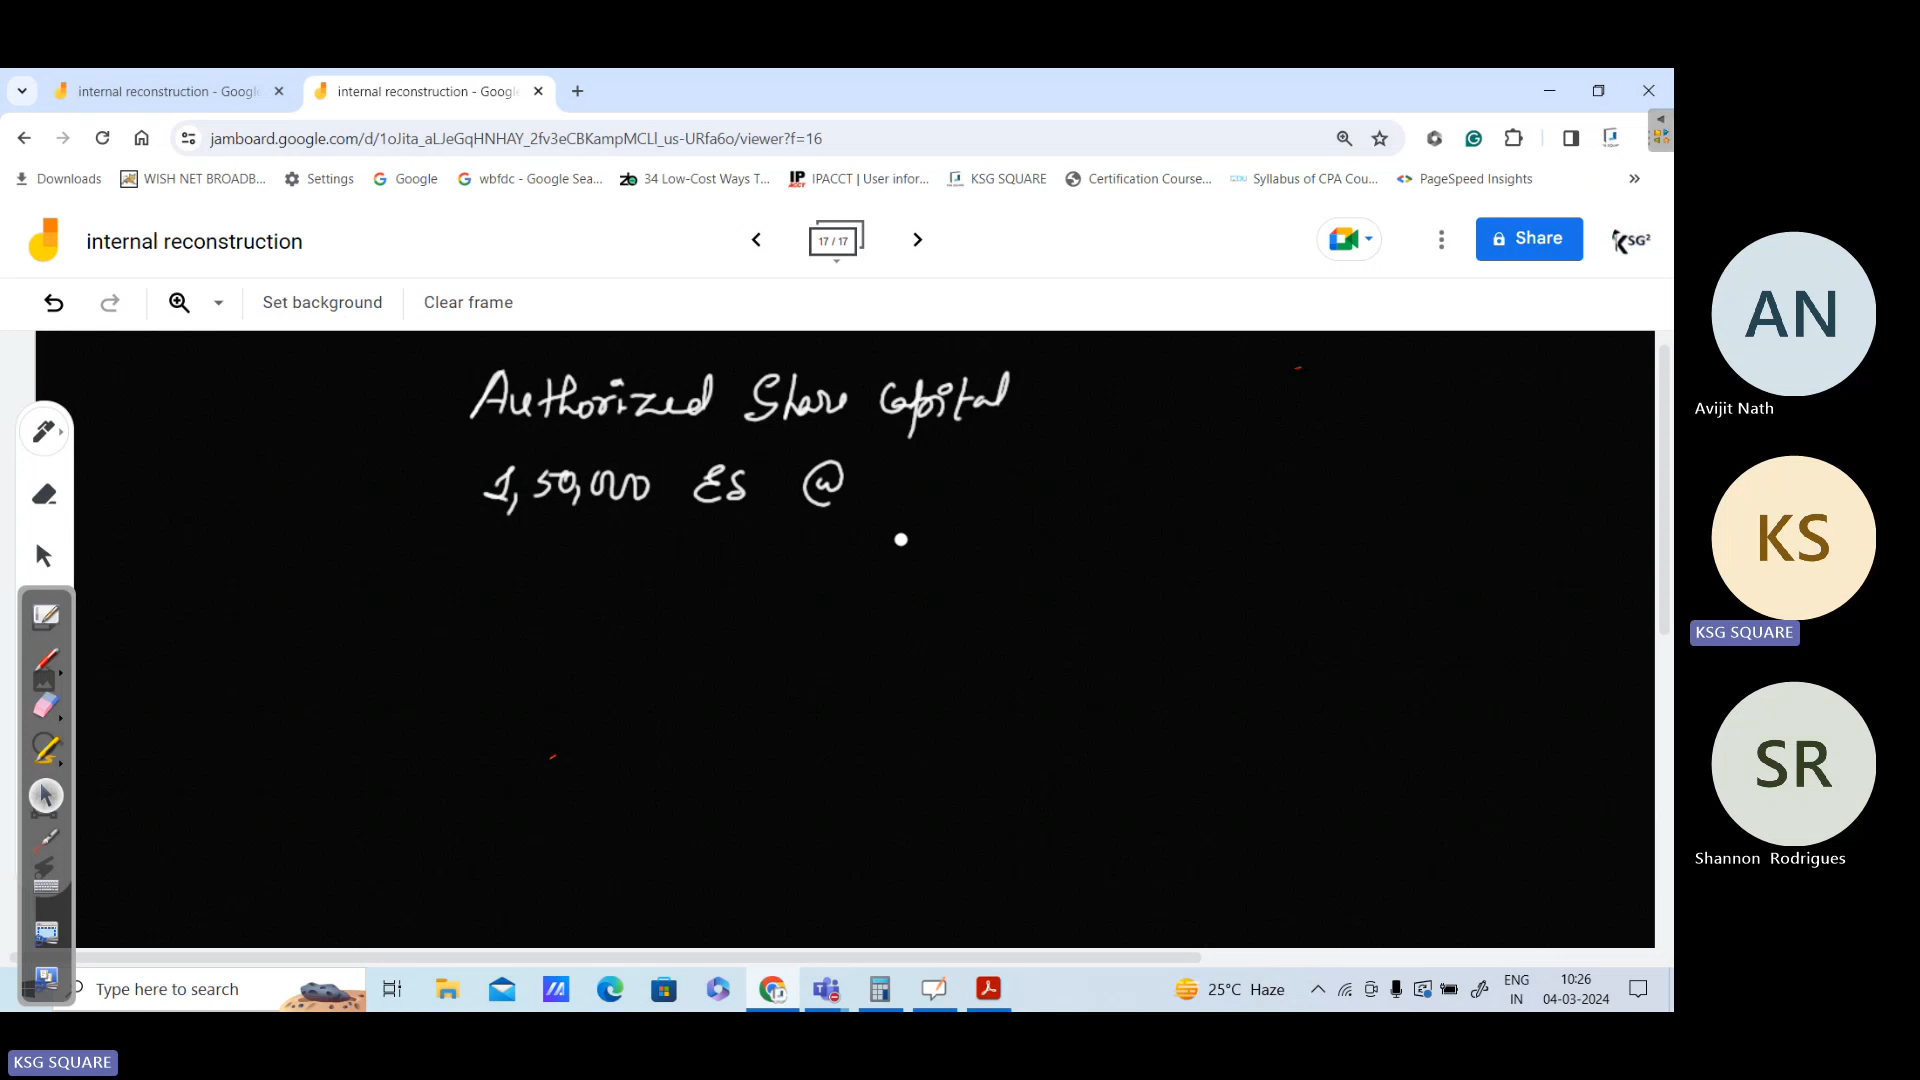 internal reconstruction - Google
internal reconstruction - Google
jamboard.google.com/d/1oJita_aLJeGqHNHAY_2fv3eCBKampMCLl_us-URfa6o/viewer?f=16
Downloads WISH NET BROADB... Settings Google wbfdc - Google Sea... 34 Low-Cost Ways T... IPACCT | User infor... KSG SQUARE Certification Course... Syllabus of CPA Cou... PageSpeed Insights
internal reconstruction
17 / 17
Share
KSG²
Set background Clear frame
Authorized Share Capital
1,50,000 ES @
AN
Avijit Nath
KS
KSG SQUARE
SR
Shannon Rodrigues
Type here to search
25°C Haze
ENG
IN
10:26
04-03-2024
KSG SQUARE